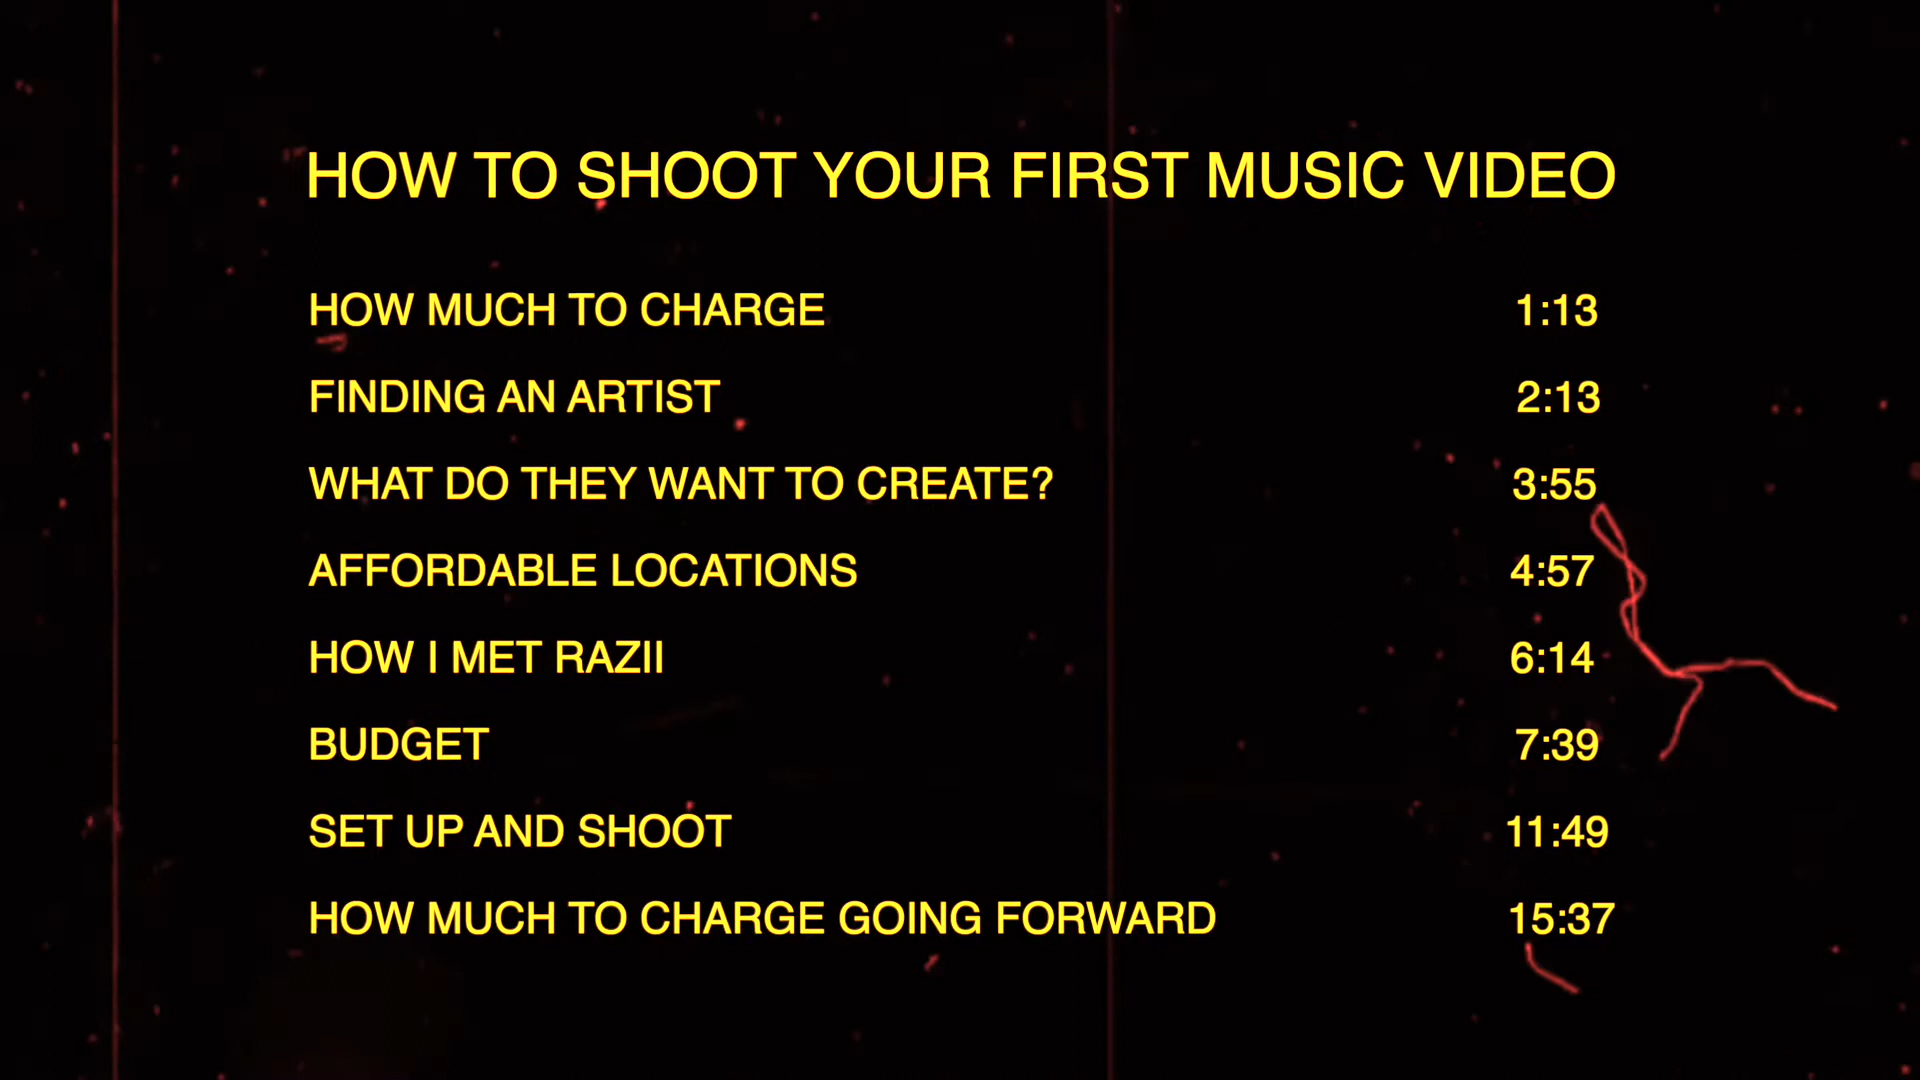 HOW TO SHOOT YOUR FIRST MUSIC VIDEO
HOW MUCH TO CHARGE 1:13
FINDING AN ARTIST 2:13
WHAT DO THEY WANT TO CREATE? 3:55
AFFORDABLE LOCATIONS 4:57
HOW I MET RAZII 6:14
BUDGET 7:39
SET UP AND SHOOT 11:49
HOW MUCH TO CHARGE GOING FORWARD 15:37